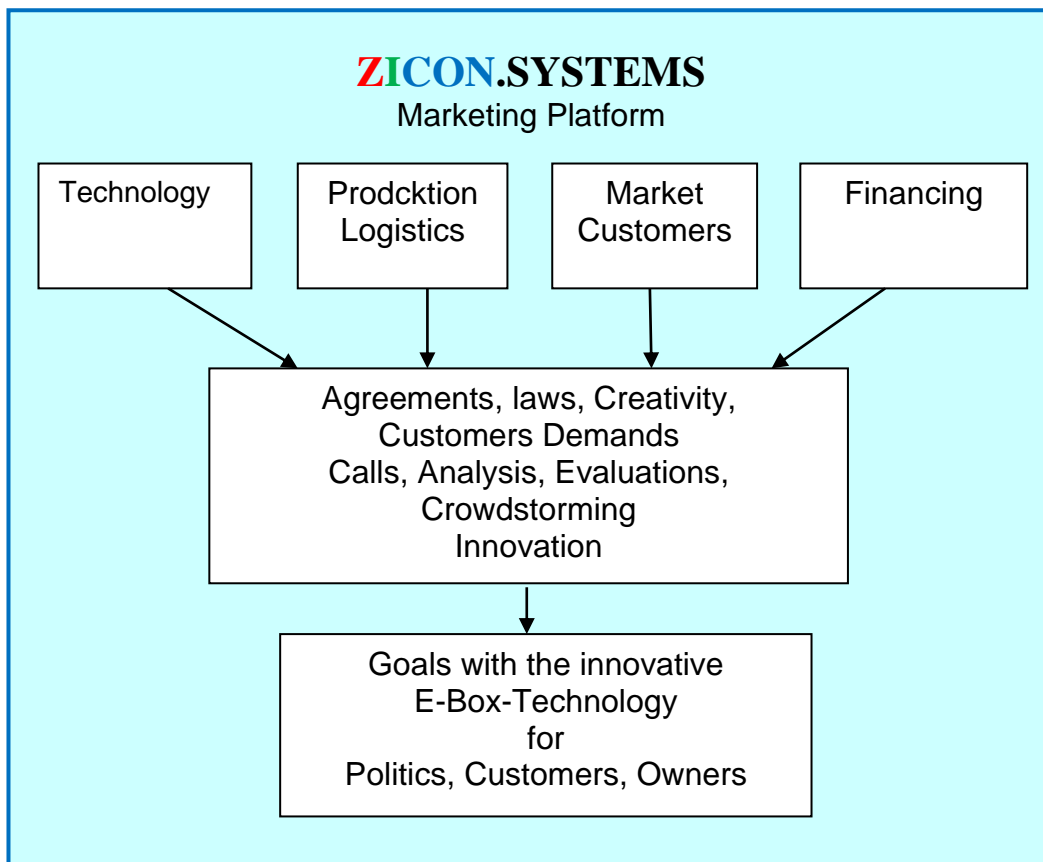 ZICON.SYSTEMS
Marketing Platform
Technology
Prodcktion
Logistics
Market
Customers
Financing
Agreements, laws, Creativity,
Customers Demands
Calls, Analysis, Evaluations,
Crowdstorming
Innovation
Goals with the innovative
E-Box-Technology
for
Politics, Customers, Owners